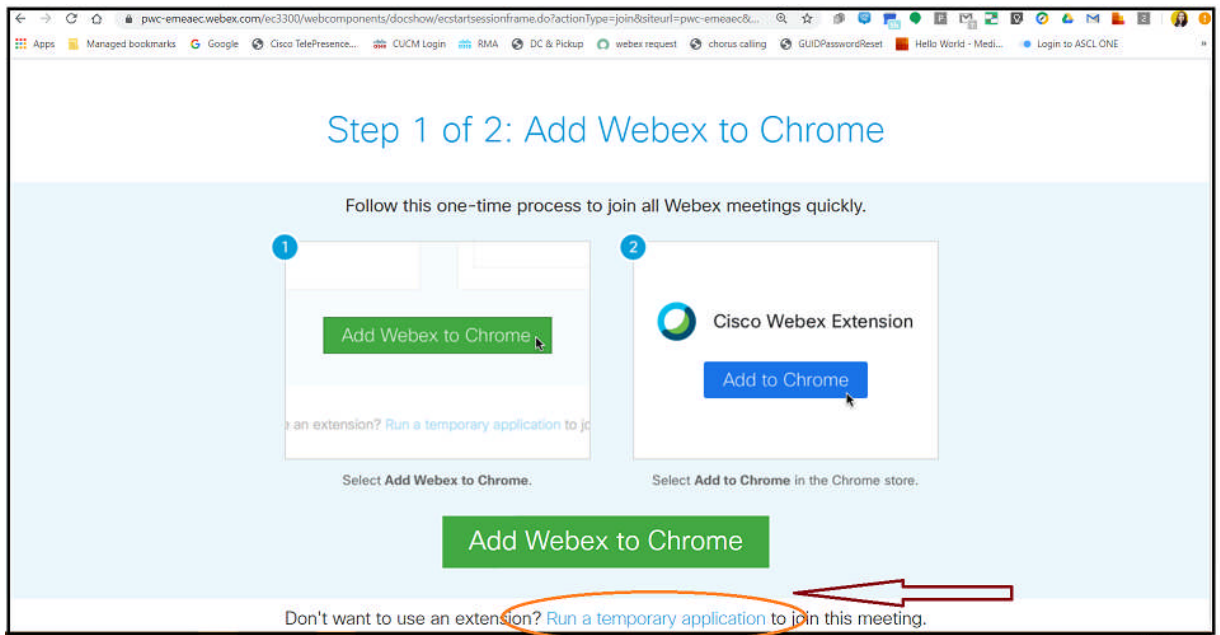 pwc-emeaec.webex.com/ec3300/webcomponents/docshow/ecstartsessionframe.do?actionType=join&siteurl=pwc-emeaec&...
Apps Managed bookmarks Google Cisco TelePresence... CUCM Login RMA DC & Pickup webex request chorus calling GUIDPasswordReset Hello World - Medi... Login to ASCL ONE »
Step 1 of 2: Add Webex to Chrome
Follow this one-time process to join all Webex meetings quickly.
1
Add Webex to Chrome
an extension? Run a temporary application to jo
Select Add Webex to Chrome.
2
Cisco Webex Extension
Add to Chrome
Select Add to Chrome in the Chrome store.
Add Webex to Chrome
Don't want to use an extension? Run a temporary application to join this meeting.